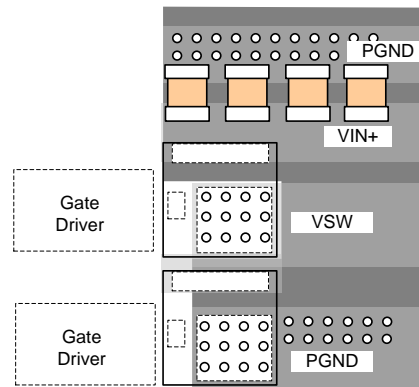 PGND
VIN+
Gate
Driver
VSW
Gate
Driver
PGND